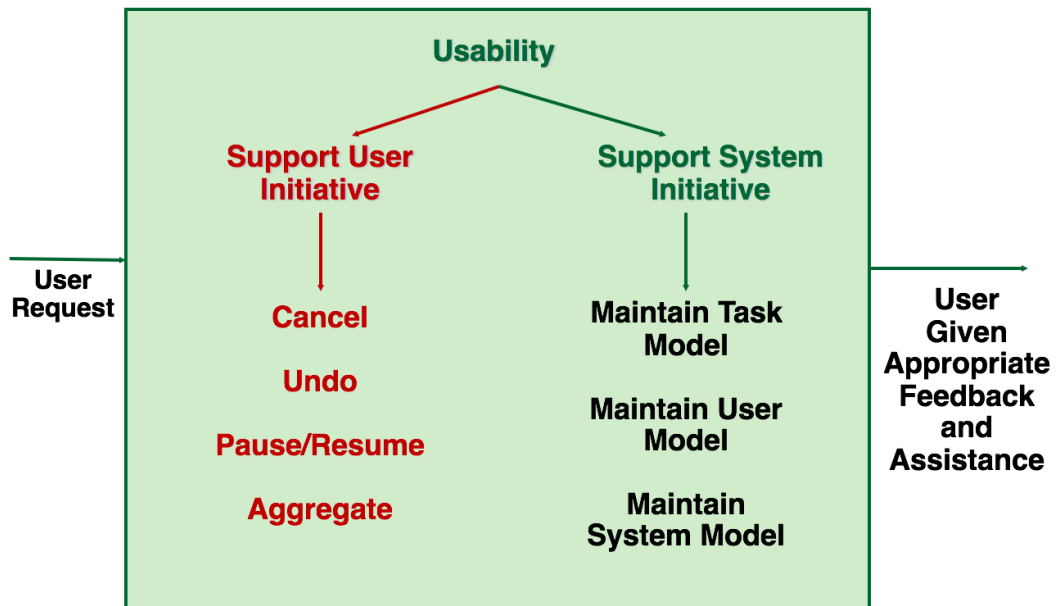 Usability
Support User
Initiative
Support System
Initiative
User
Request
Cancel
Undo
Pause/Resume
Aggregate
Maintain Task
Model
Maintain User
Model
Maintain
System Model
User
Given
Appropriate
Feedback
and
Assistance